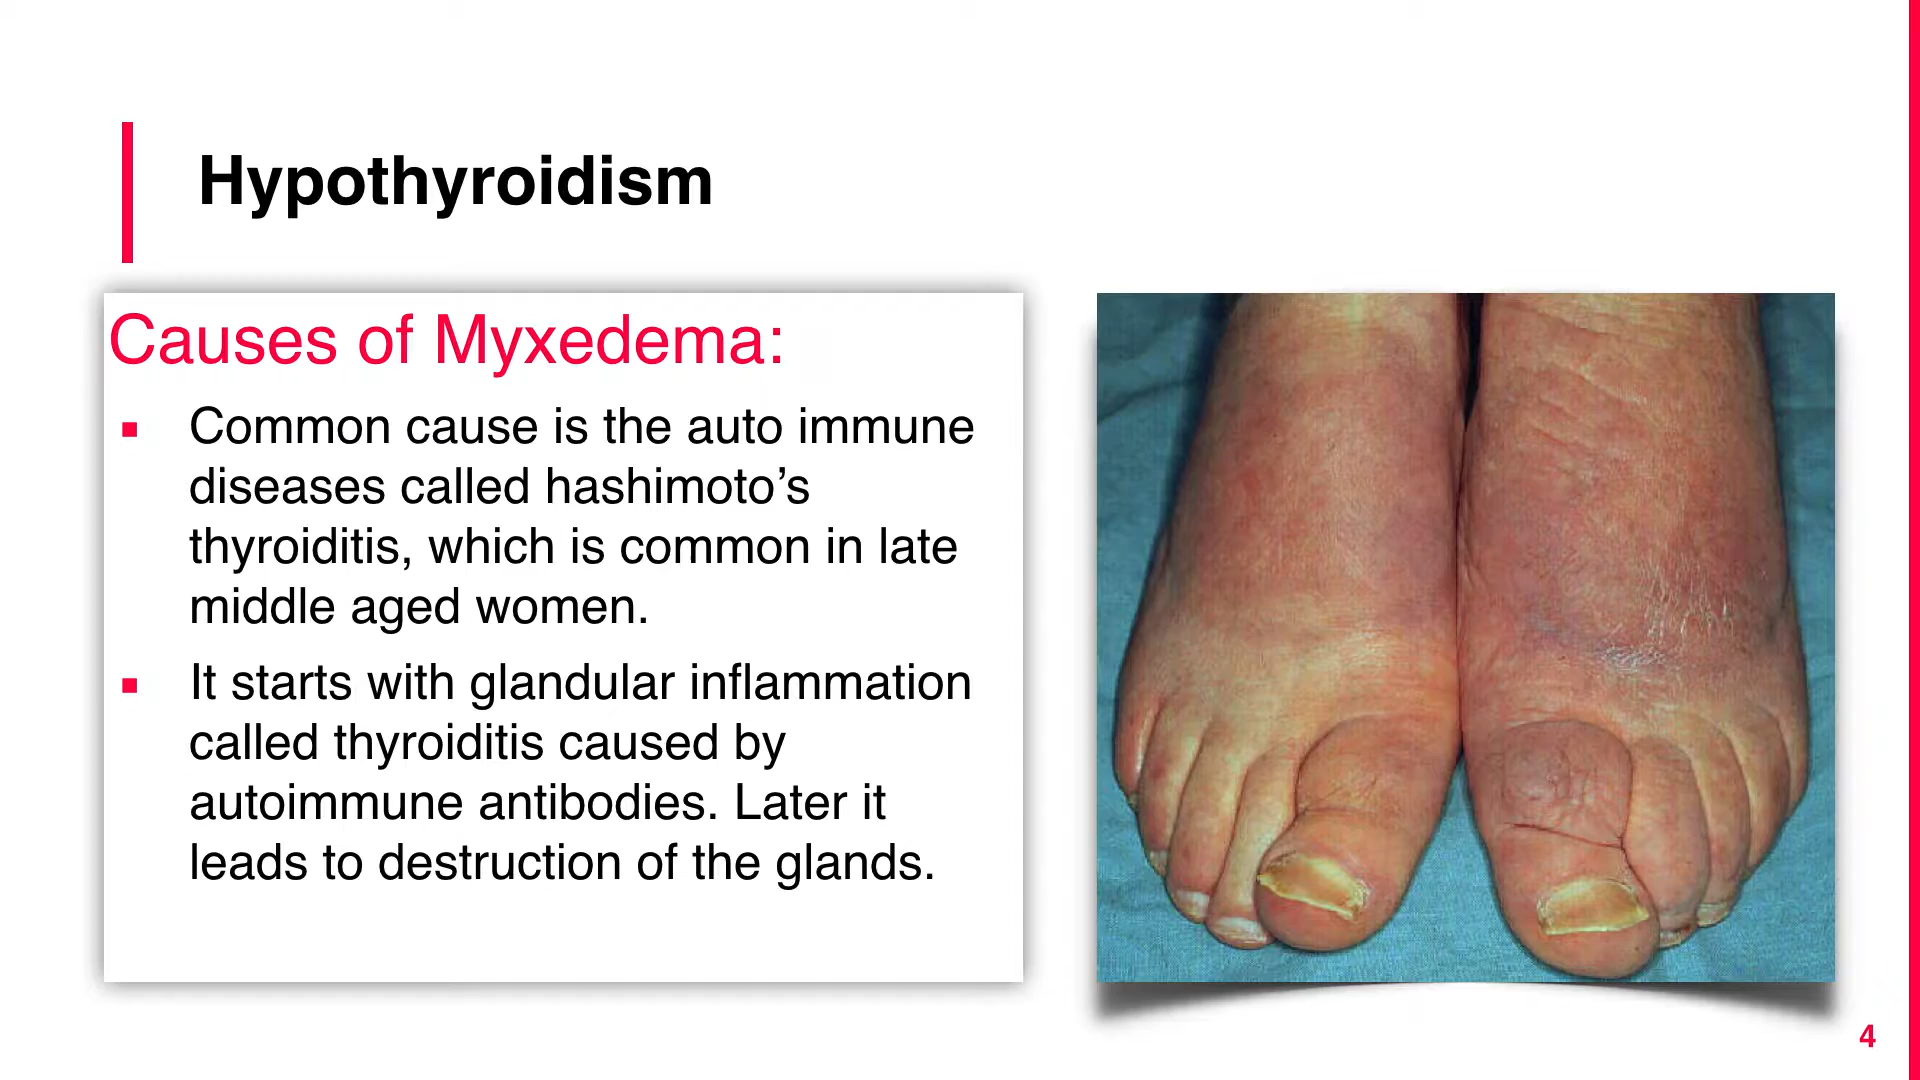 Hypothyroidism
Causes of Myxedema:
▪ Common cause is the auto immune
diseases called hashimoto’s
thyroiditis, which is common in late
middle aged women.
▪ It starts with glandular inflammation
called thyroiditis caused by
autoimmune antibodies. Later it
leads to destruction of the glands.
4